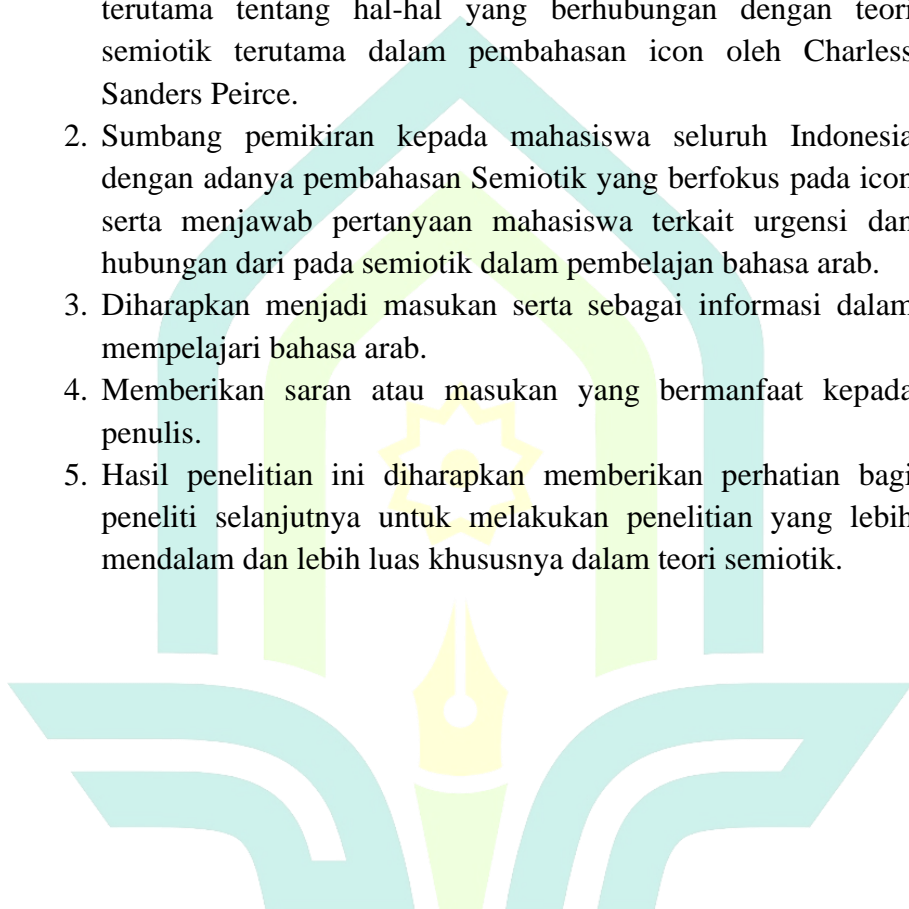 terutama tentang hal-hal yang berhubungan dengan teori
semiotik terutama dalam pembahasan icon oleh Charless
Sanders Peirce.
2. Sumbang pemikiran kepada mahasiswa seluruh Indonesia
dengan adanya pembahasan Semiotik yang berfokus pada icon
serta menjawab pertanyaan mahasiswa terkait urgensi dan
hubungan dari pada semiotik dalam pembelajan bahasa arab.
3. Diharapkan menjadi masukan serta sebagai informasi dalam
mempelajari bahasa arab.
4. Memberikan saran atau masukan yang bermanfaat kepada
penulis.
5. Hasil penelitian ini diharapkan memberikan perhatian bagi
peneliti selanjutnya untuk melakukan penelitian yang lebih
mendalam dan lebih luas khususnya dalam teori semiotik.